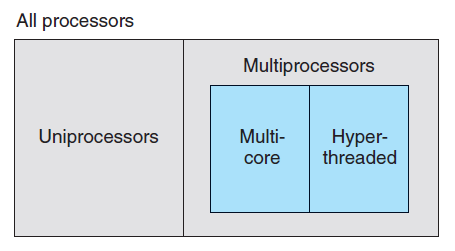 All processors
Multiprocessors
Uniprocessors
Multi-
core
Hyper-
threaded